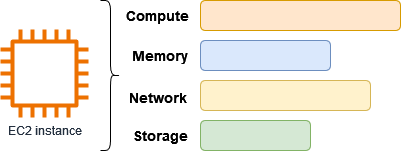 Compute
Memory
Network
Storage
EC2 instance